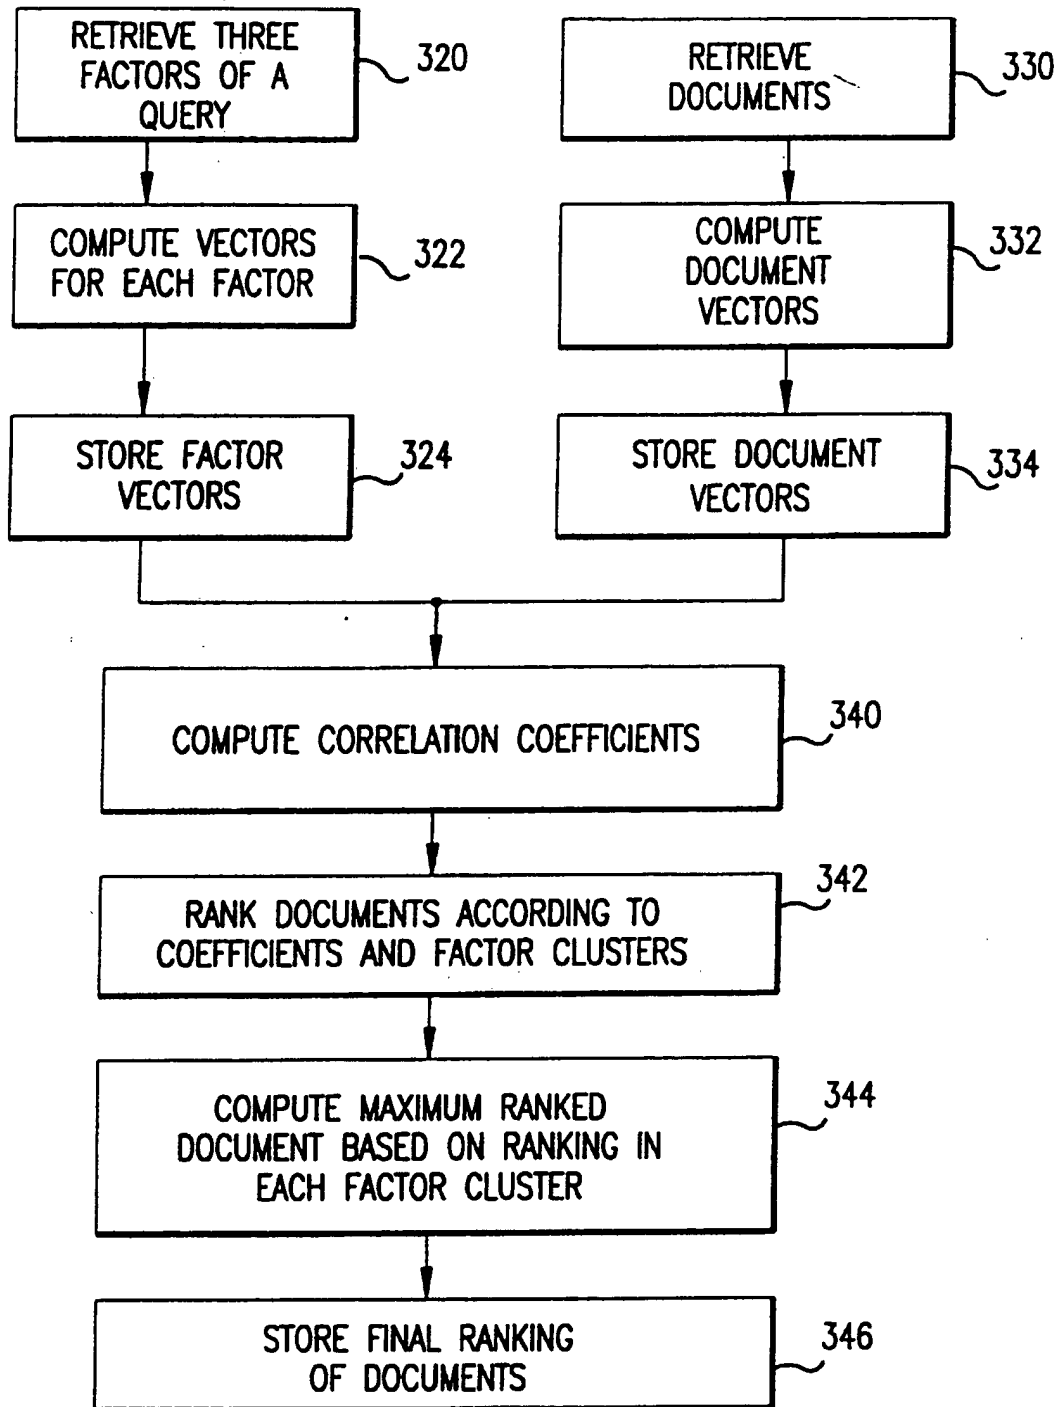 RETRIEVE THREE
FACTORS OF A
QUERY
320
COMPUTE VECTORS
FOR EACH FACTOR
322
STORE FACTOR
VECTORS
324
RETRIEVE
DOCUMENTS
330
COMPUTE
DOCUMENT
VECTORS
332
STORE DOCUMENT
VECTORS
334
COMPUTE CORRELATION COEFFICIENTS
340
RANK DOCUMENTS ACCORDING TO
COEFFICIENTS AND FACTOR CLUSTERS
342
COMPUTE MAXIMUM RANKED
DOCUMENT BASED ON RANKING IN
EACH FACTOR CLUSTER
344
STORE FINAL RANKING
OF DOCUMENTS
346